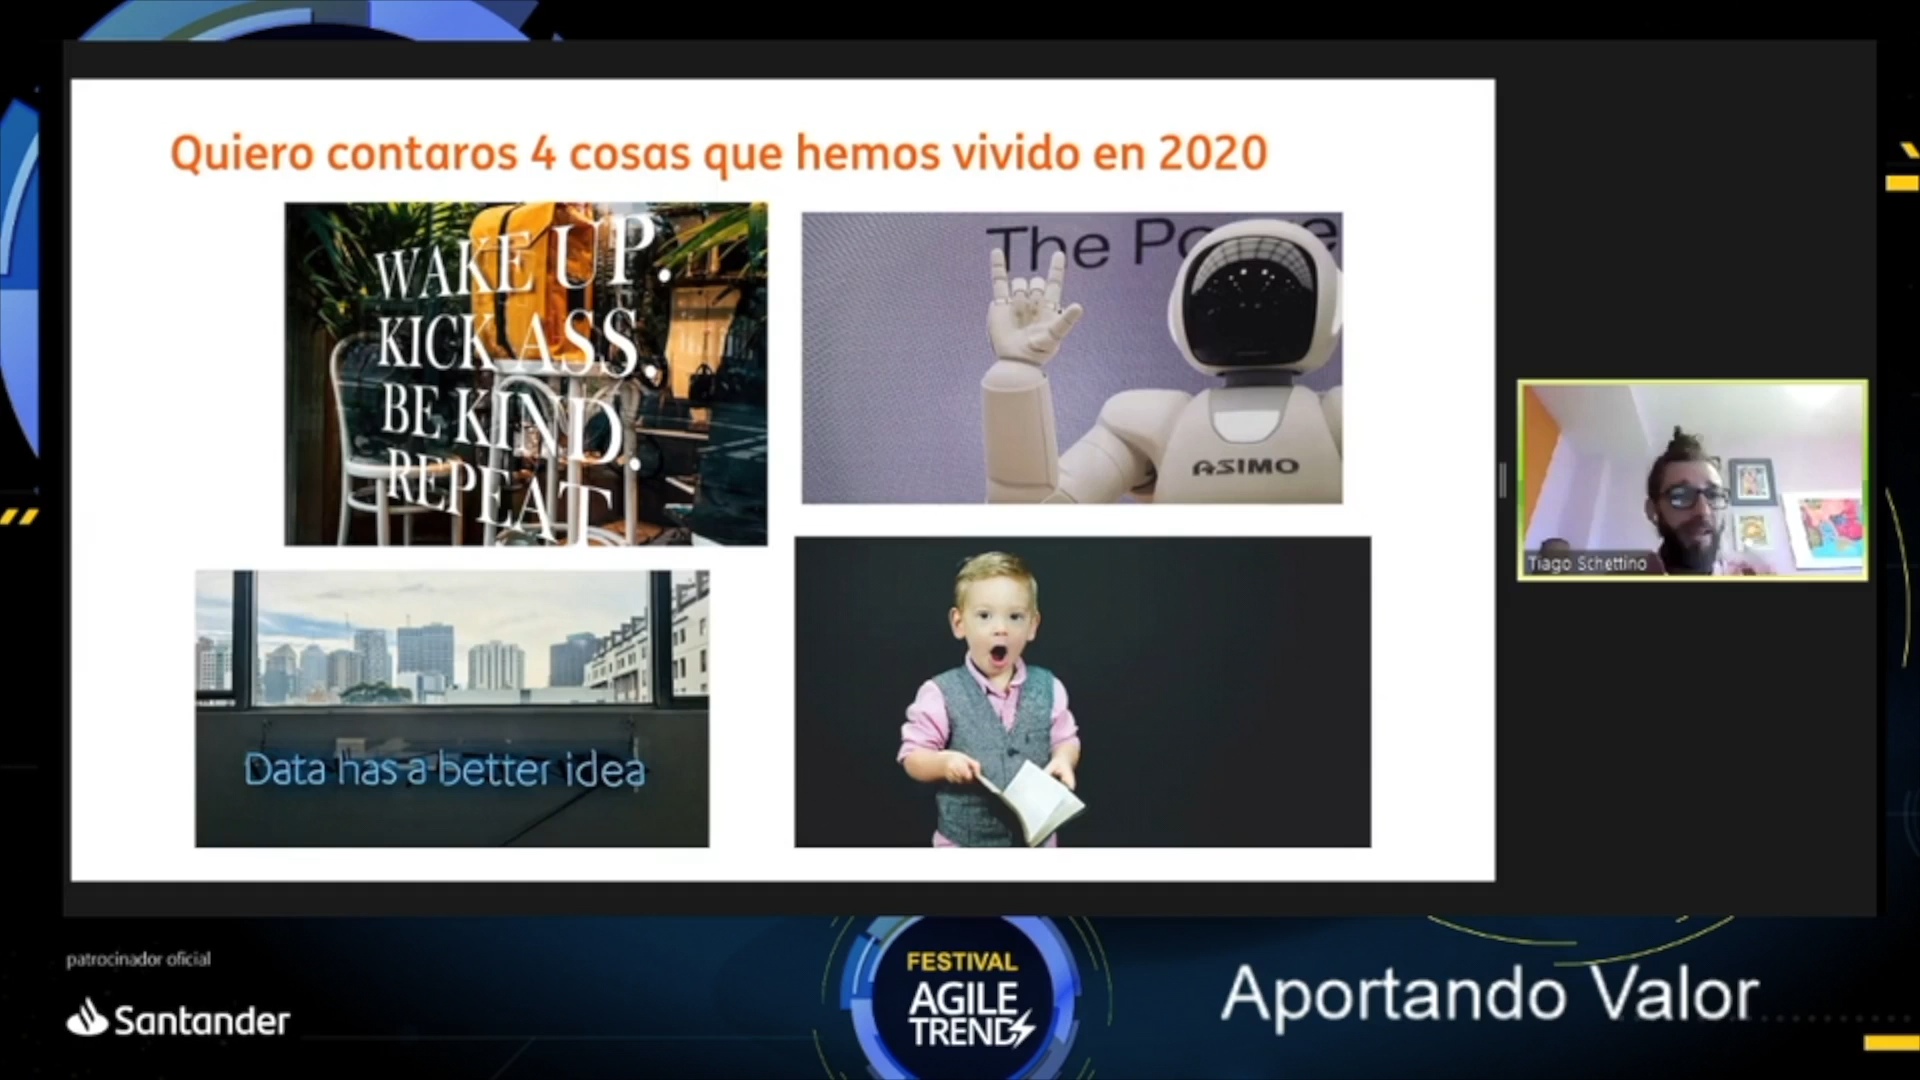 Quiero contaros 4 cosas que hemos vivido en 2020
WAKE UP.
KICK ASS.
BE KIND.
REPEAT
The Po
ASIMO
Data has a better idea
Tiago Schettino
patrocinador oficial
Santander
FESTIVAL
AGILE
TRENDS
Aportando Valor